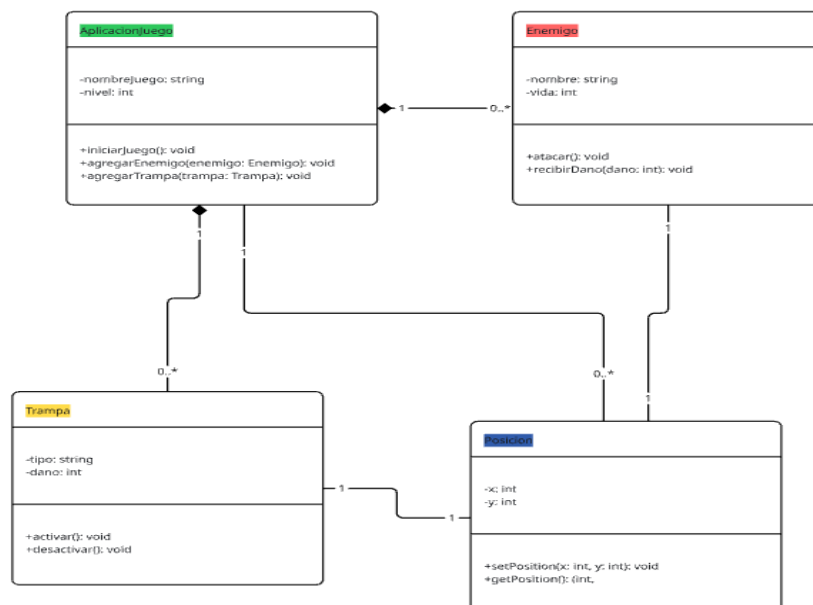 AplicacionJuego
-nombreJuego: string
-nivel: int
+iniciarJuego(): void
+agregarEnemigo(enemigo: Enemigo): void
+agregarTrampa(trampa: Trampa): void
Enemigo
-nombre: string
-vida: int
+atacar(): void
+recibirDano(dano: int): void
1
0..*
1
1
1
0..*
0..*
1
Trampa
-tipo: string
-dano: int
+activar(): void
+desactivar(): void
1
1
Posicion
-x: int
-y: int
+setPosition(x: int, y: int): void
+getPosition(): (int,